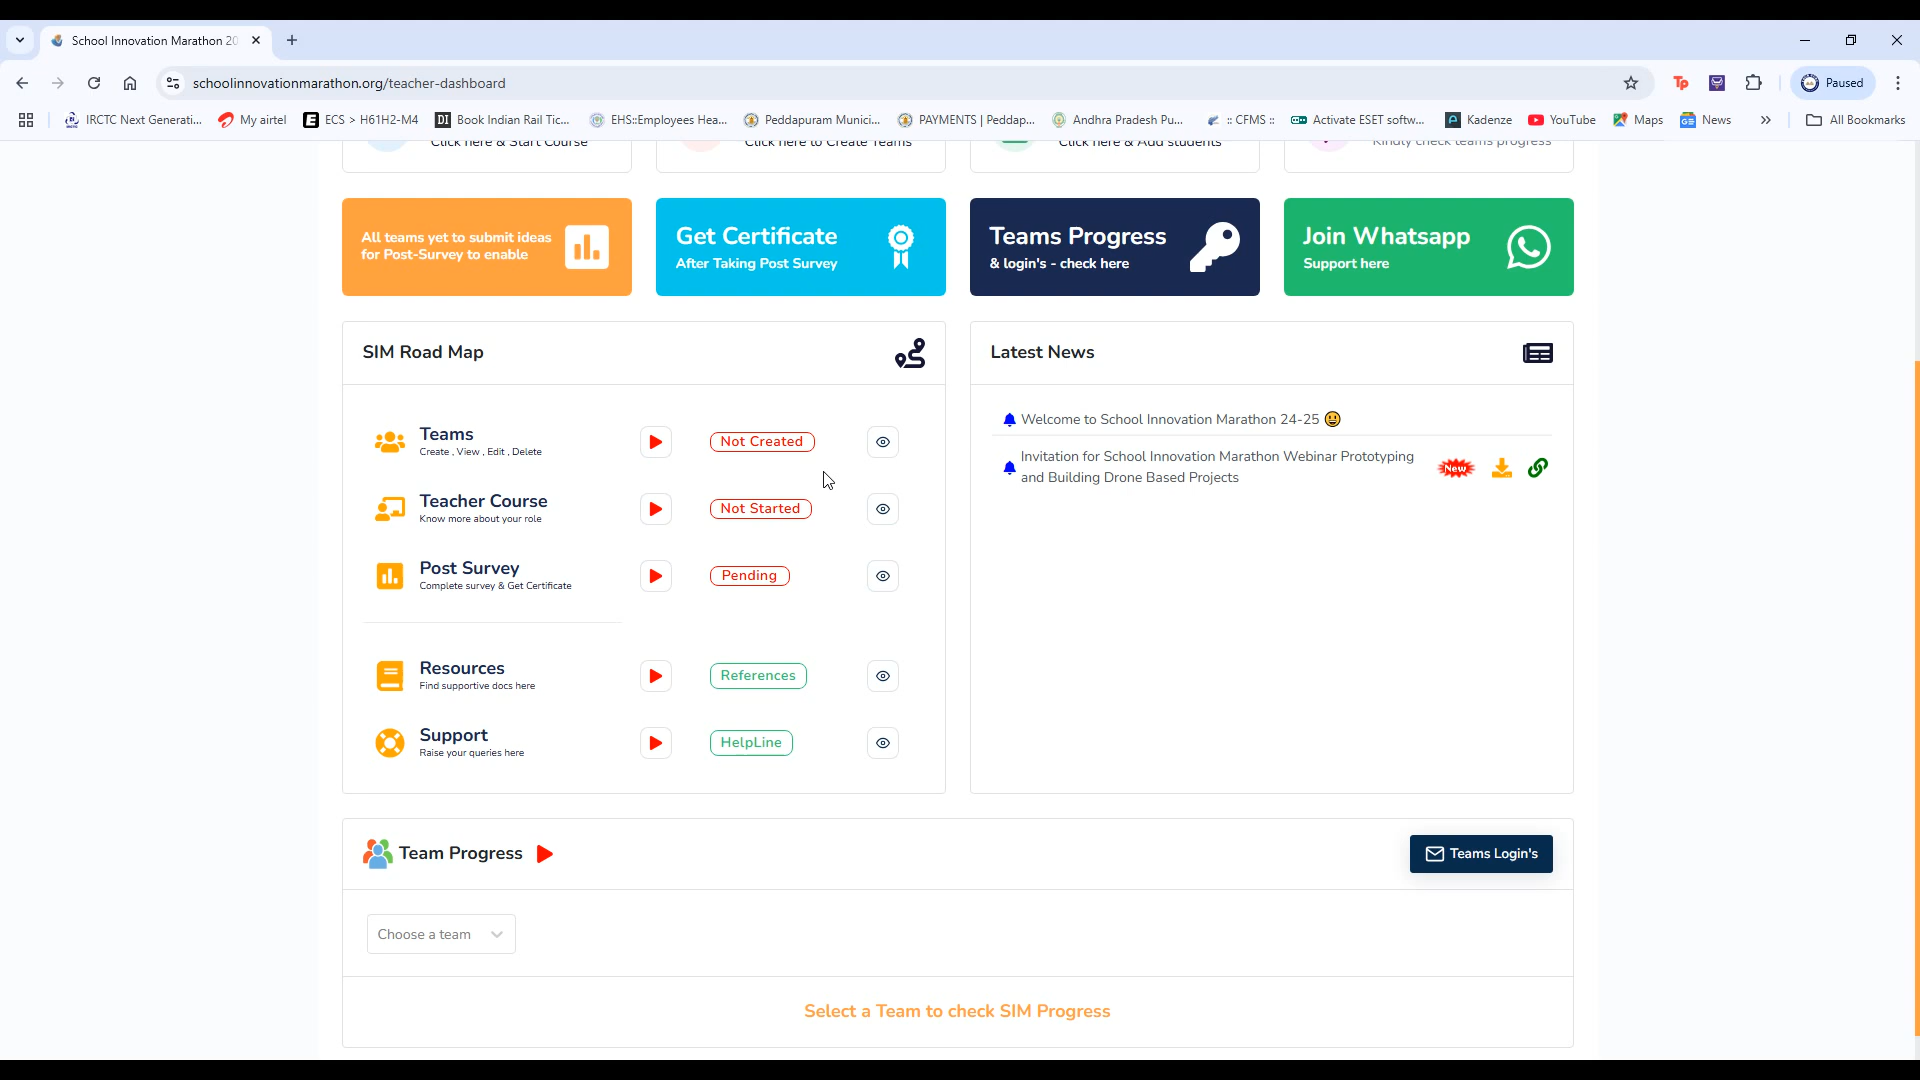 School Innovation Marathon 20
schoolinnovationmarathon.org/teacher-dashboard
Tp
Paused
IRCTC Next Generati...
My airtel
ECS > H61H2-M4
Book Indian Rail Tic...
EHS::Employees Hea...
Peddapuram Munici...
PAYMENTS | Peddap...
Andhra Pradesh Pu...
:: CFMS ::
Activate ESET softw...
Kadenze
YouTube
Maps
News
All Bookmarks
Click here & Start Course
Click here to Create Teams
Click here & Add students
Kindly check teams progress
All teams yet to submit ideas
for Post-Survey to enable
Get Certificate
After Taking Post Survey
Teams Progress
& login's - check here
Join Whatsapp
Support here
SIM Road Map
Teams
Create , View , Edit , Delete
Not Created
Teacher Course
Know more about your role
Not Started
Post Survey
Complete survey & Get Certificate
Pending
Resources
Find supportive docs here
References
Support
Raise your queries here
HelpLine
Latest News
Welcome to School Innovation Marathon 24-25 😃
Invitation for School Innovation Marathon Webinar Prototyping
and Building Drone Based Projects
New
Team Progress
Teams Login's
Choose a team
Select a Team to check SIM Progress